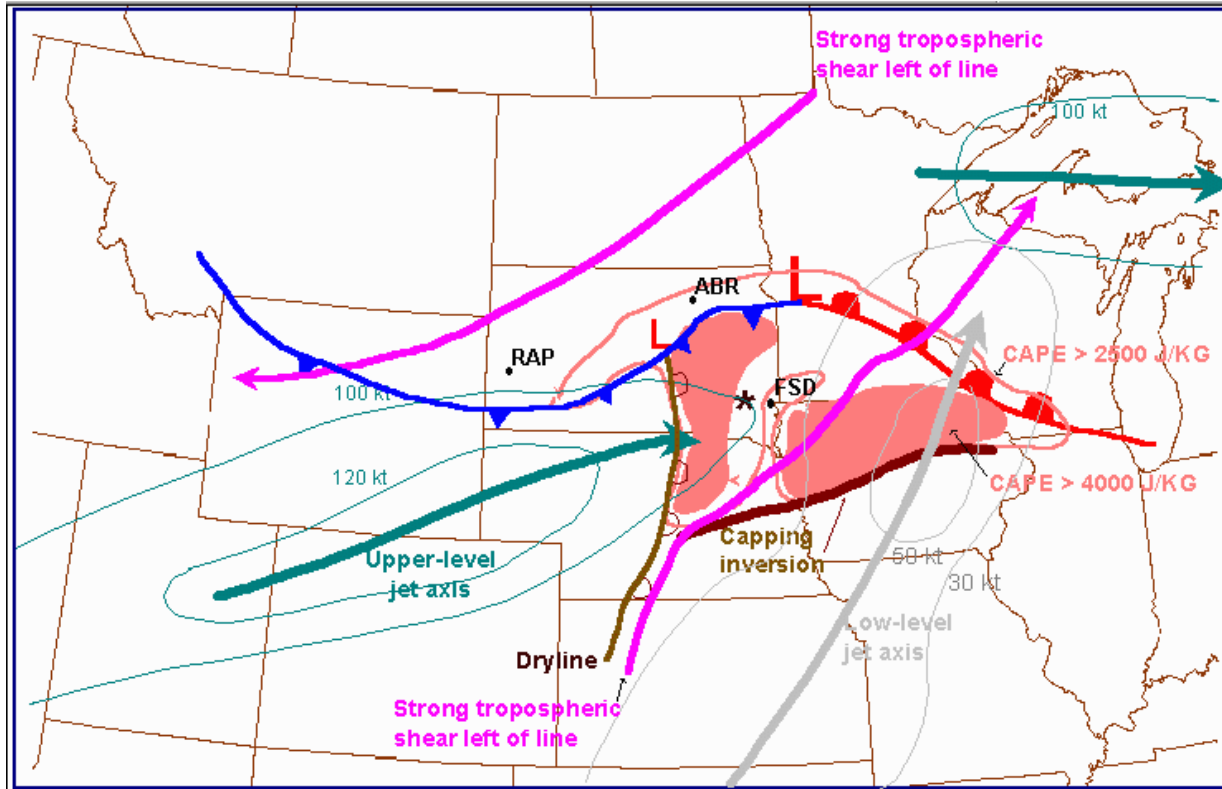 Strong tropospheric
shear left of line
100 kt
L
ABR
L
RAP
CAPE > 2500 J/KG
100 kt
FSD
*
120 kt
CAPE > 4000 J/KG
Upper-level
jet axis
Capping
inversion
50 kt
30 kt
Low-level
jet axis
Dryline
Strong tropospheric
shear left of line